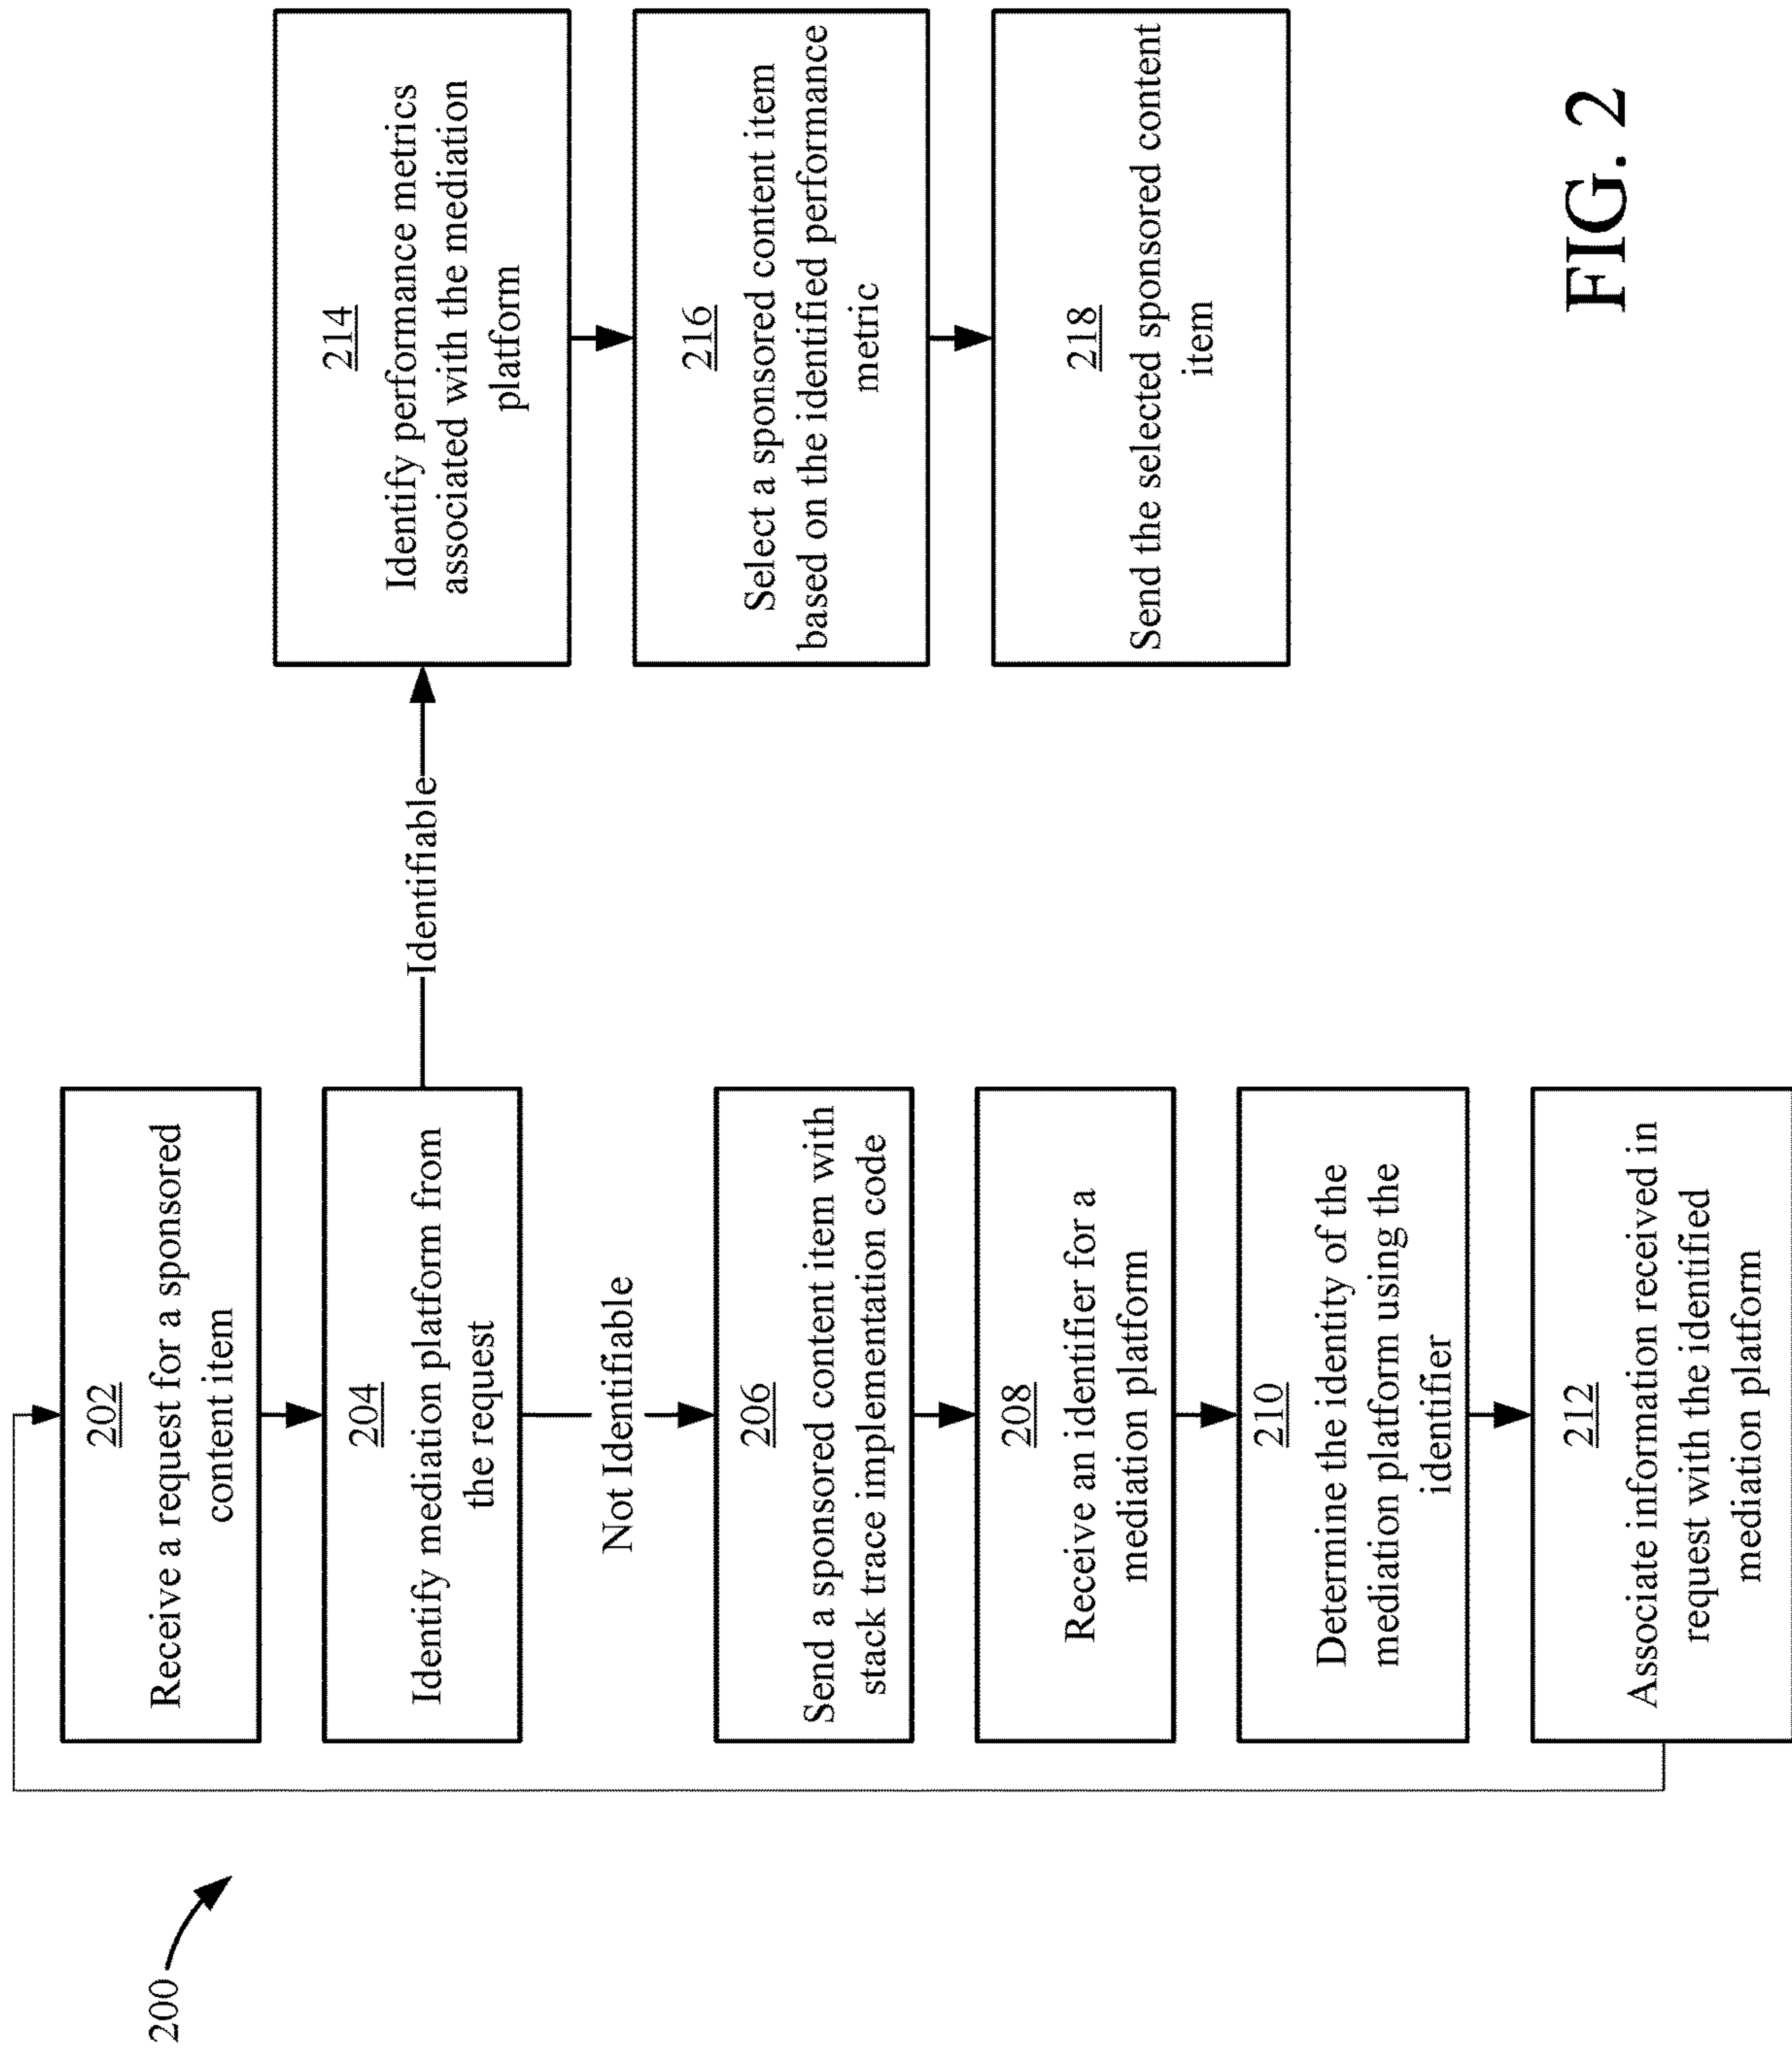 200
202
Receive a request for a sponsored
content item
204
Identify mediation platform from
the request
Identifiable
Not Identifiable
206
Send a sponsored content item with
stack trace implementation code
208
Receive an identifier for a
mediation platform
210
Determine the identity of the
mediation platform using the
identifier
212
Associate information received in
request with the identified
mediation platform
214
Identify performance metrics
associated with the mediation
platform
216
Select a sponsored content item
based on the identified performance
metric
218
Send the selected sponsored content
item
FIG. 2